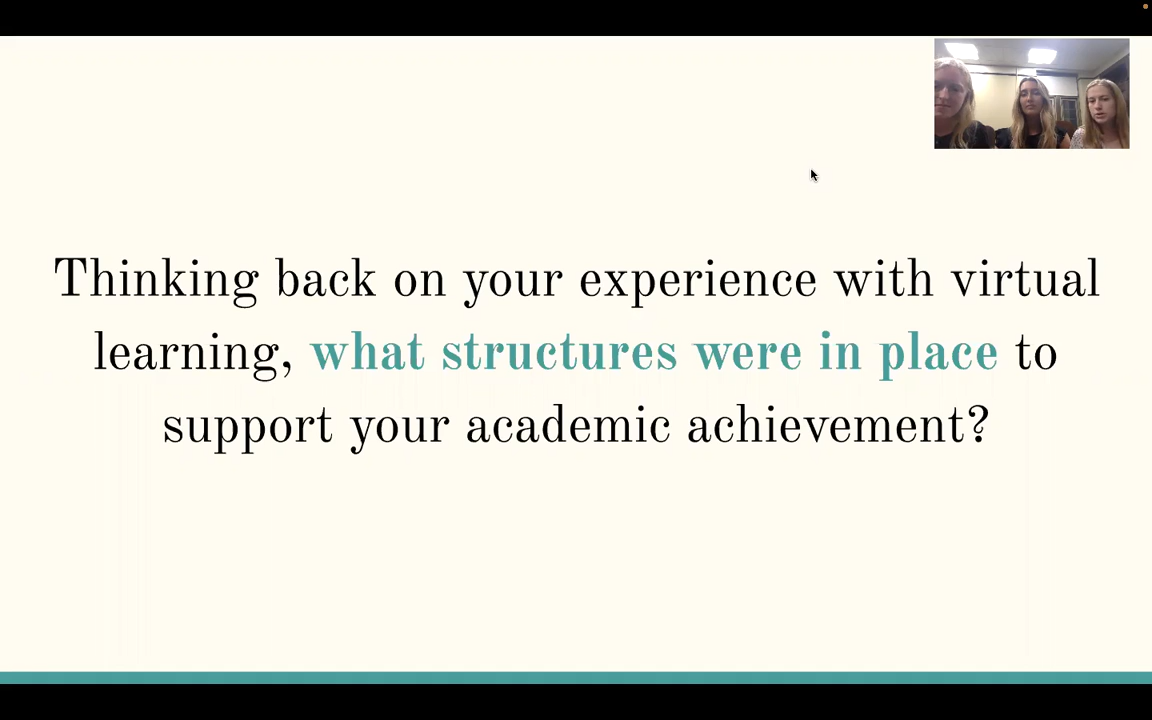 Thinking back on your experience with virtual
learning, what structures were in place to
support your academic achievement?